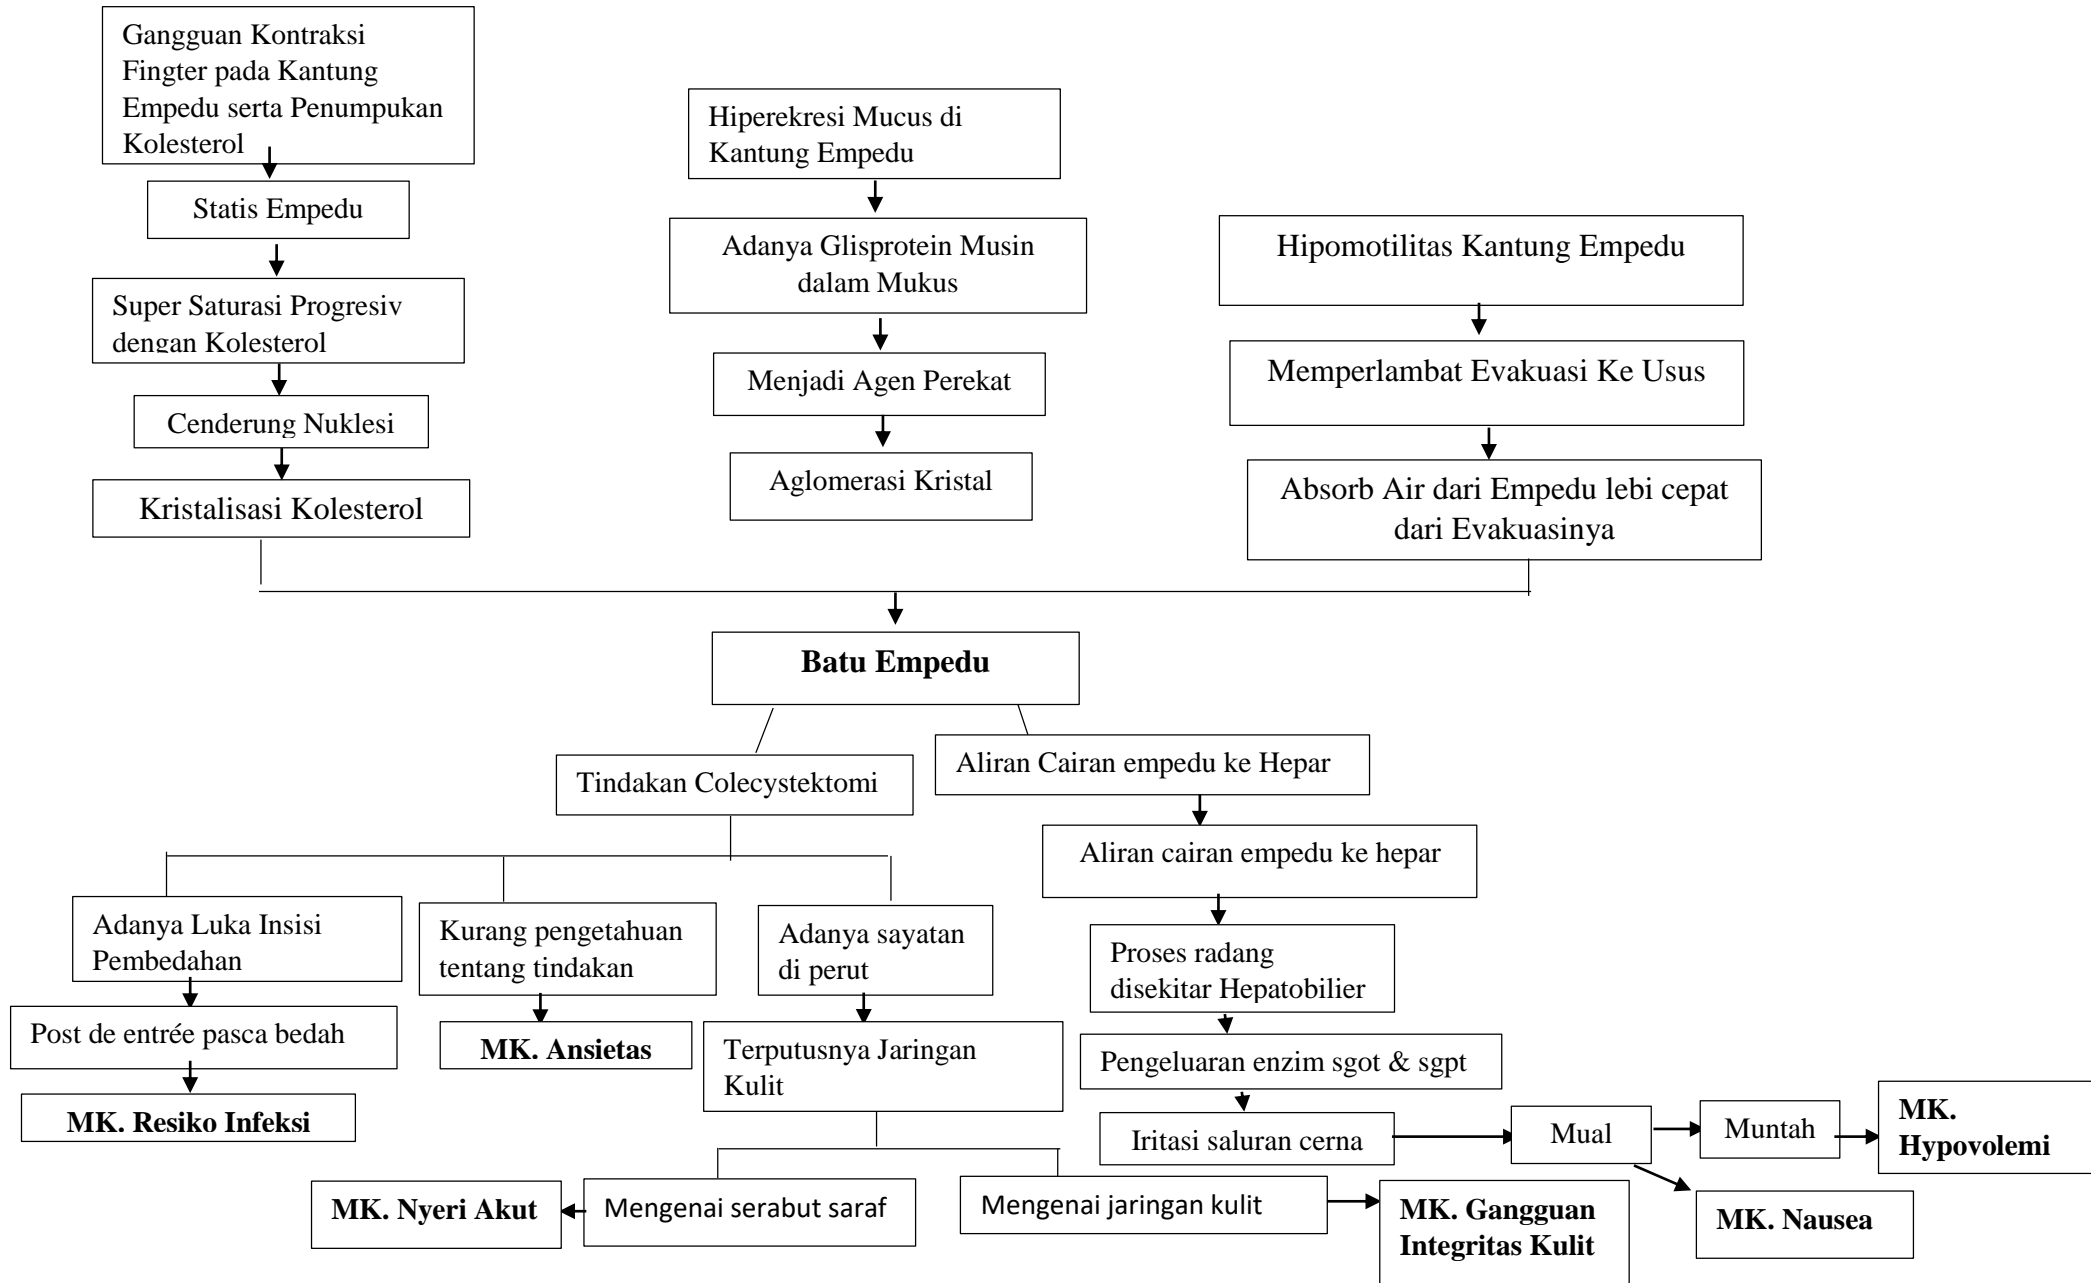 Gangguan Kontraksi
Fingter pada Kantung
Empedu serta Penumpukan
Kolesterol
Statis Empedu
Super Saturasi Progresiv
dengan Kolesterol
Cenderung Nuklesi
Kristalisasi Kolesterol
Hiperekresi Mucus di
Kantung Empedu
Adanya Glisprotein Musin
dalam Mukus
Menjadi Agen Perekat
Aglomerasi Kristal
Hipomotilitas Kantung Empedu
Memperlambat Evakuasi Ke Usus
Absorb Air dari Empedu lebi cepat
dari Evakuasinya
Batu Empedu
Tindakan Colecystektomi
Aliran Cairan empedu ke Hepar
Aliran cairan empedu ke hepar
Adanya Luka Insisi
Pembedahan
Post de entrée pasca bedah
MK. Resiko Infeksi
Kurang pengetahuan
tentang tindakan
MK. Ansietas
Adanya sayatan
di perut
Terputusnya Jaringan
Kulit
Proses radang
disekitar Hepatobilier
Pengeluaran enzim sgot & sgpt
Iritasi saluran cerna
Mual
Muntah
MK.
Hypovolemi
MK. Nyeri Akut
Mengenai serabut saraf
Mengenai jaringan kulit
MK. Gangguan
Integritas Kulit
MK. Nausea